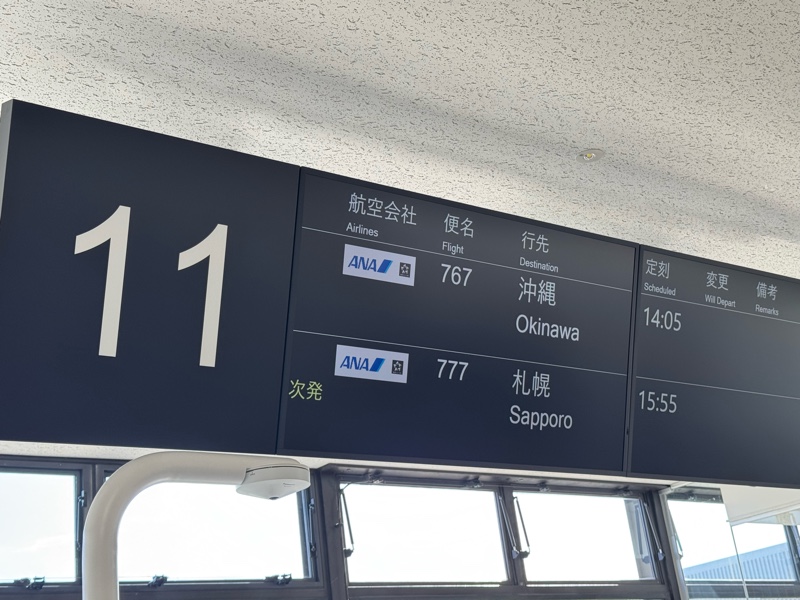 11
航空会社 便名 行先 定刻 変更 備考
Airlines Flight Destination Scheduled Will Depart Remarks
ANA 767 沖縄 14:05
Okinawa
次発 ANA 777 札幌 15:55
Sapporo